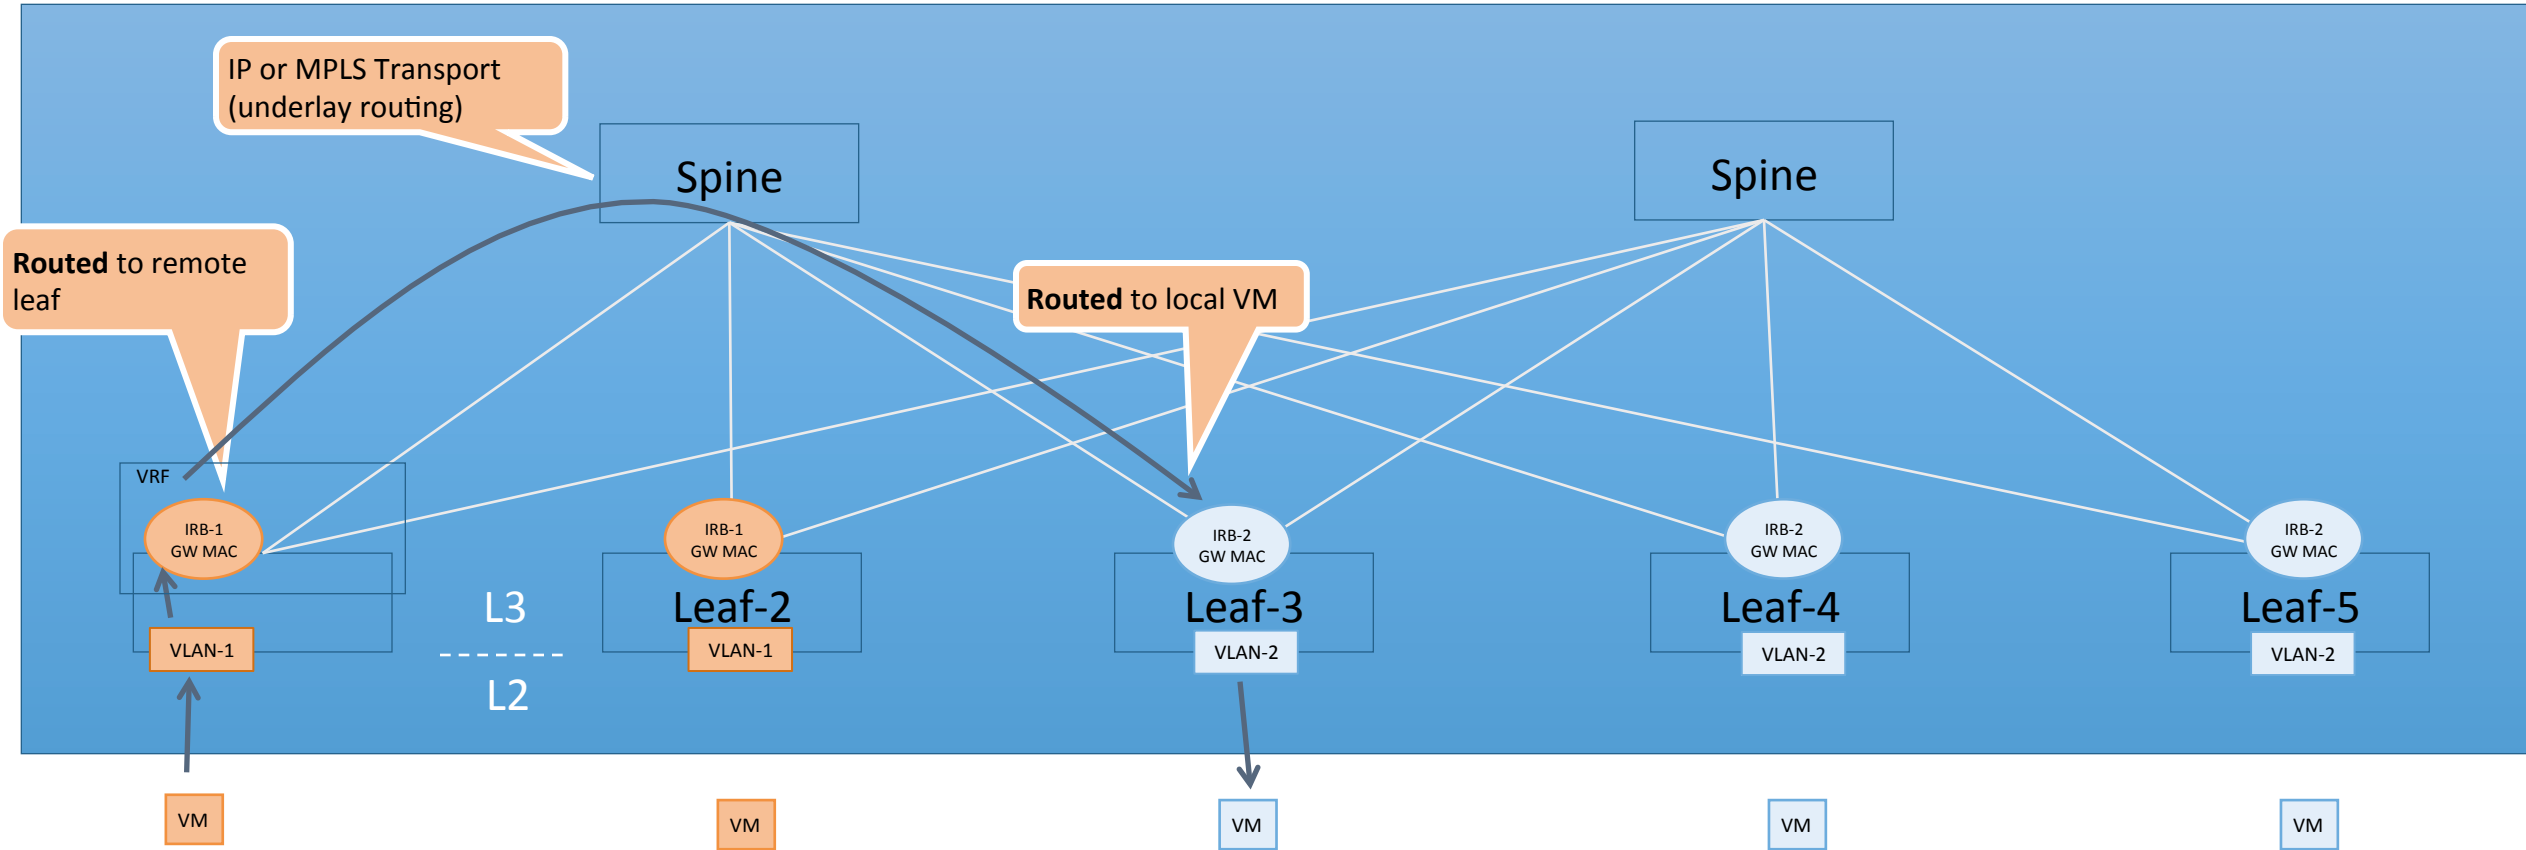 IP or MPLS Transport
(underlay routing)
Spine
Spine
Routed to remote
leaf
Routed to local VM
VRF
IRB-1
GW MAC
IRB-1
GW MAC
IRB-2
GW MAC
IRB-2
GW MAC
IRB-2
GW MAC
L3
Leaf-2
Leaf-3
Leaf-4
Leaf-5
VLAN-1
VLAN-1
VLAN-2
VLAN-2
VLAN-2
L2
VM
VM
VM
VM
VM